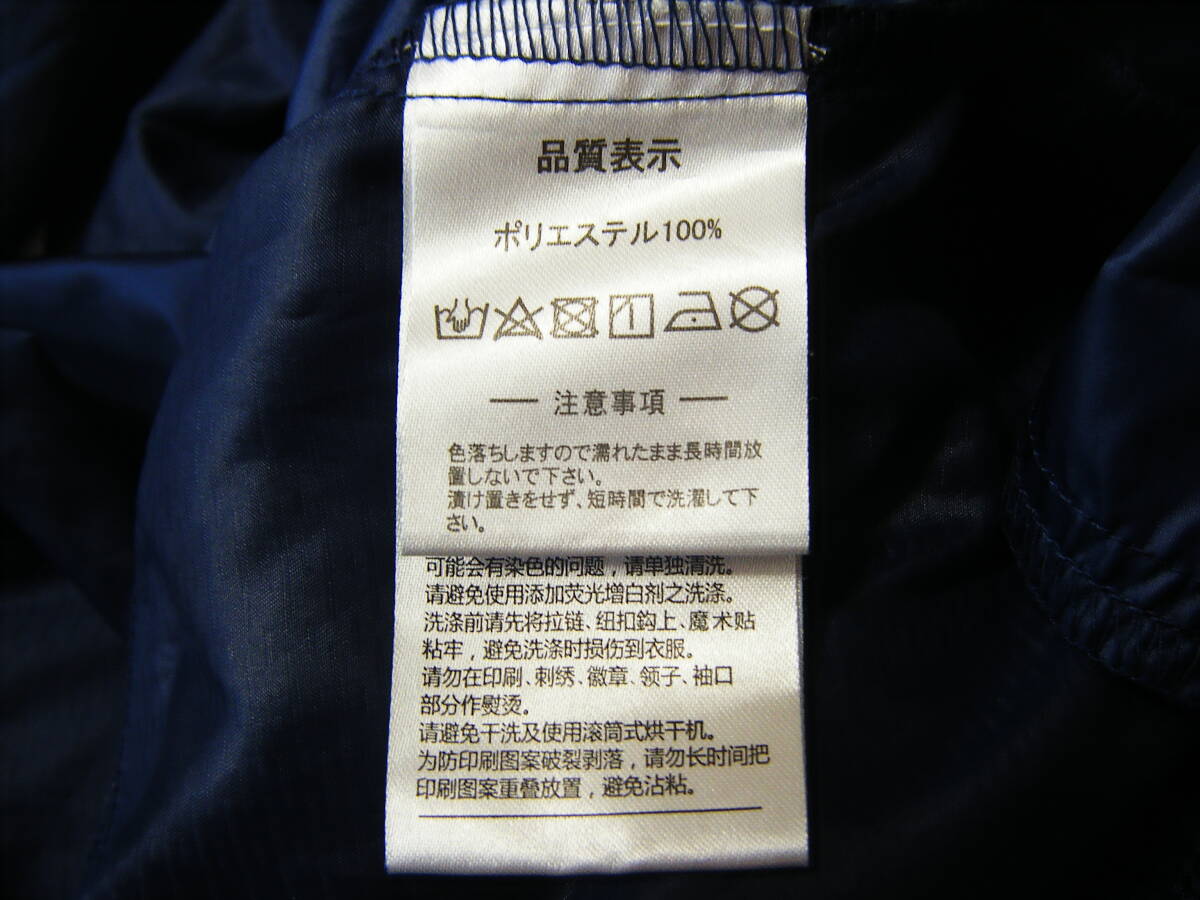 品質表示
ポリエステル100%
注意事項
色落ちしますので濡れたまま長時間放
置しないで下さい。
漬け置きをせず、短時間で洗濯して下
さい。
可能会有染色的问题，请单独清洗。
请避免使用添加荧光增白剂之洗涤。
洗涤前请先将拉链、纽扣鈎上、魔术贴
粘牢，避免洗涤时损伤到衣服。
请勿在印刷、刺绣、徽章、领子、袖口
部分作熨烫。
请避免干洗及使用滚筒式烘干机。
为防印刷图案破裂剥落，请勿长时间把
印刷图案重叠放置，避免沾粘。